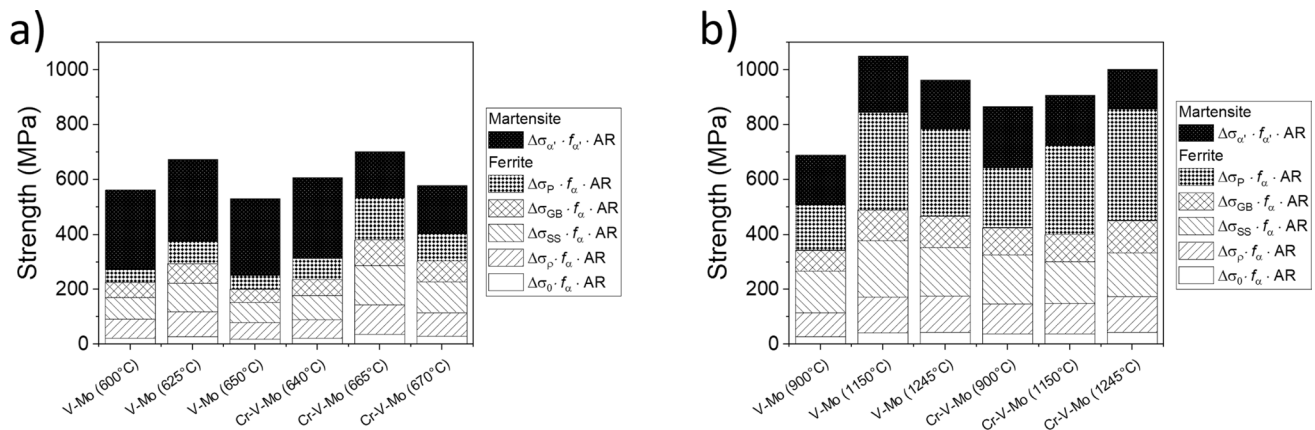 a)
Strength (MPa)
1000
800
600
400
200
0
V-Mo (600°C)
V-Mo (625°C)
V-Mo (650°C)
Cr-V-Mo (640°C)
Cr-V-Mo (665°C)
Cr-V-Mo (670°C)
Martensite
Δσα' · fα' · AR
Ferrite
ΔσP · fα · AR
ΔσGB · fα · AR
ΔσSS · fα · AR
Δσρ · fα · AR
Δσ0 · fα · AR
b)
Strength (MPa)
1000
800
600
400
200
0
V-Mo (900°C)
V-Mo (1150°C)
V-Mo (1245°C)
Cr-V-Mo (900°C)
Cr-V-Mo (1150°C)
Cr-V-Mo (1245°C)
Martensite
Δσα' · fα' · AR
Ferrite
ΔσP · fα · AR
ΔσGB · fα · AR
ΔσSS · fα · AR
Δσρ · fα · AR
Δσ0 · fα · AR